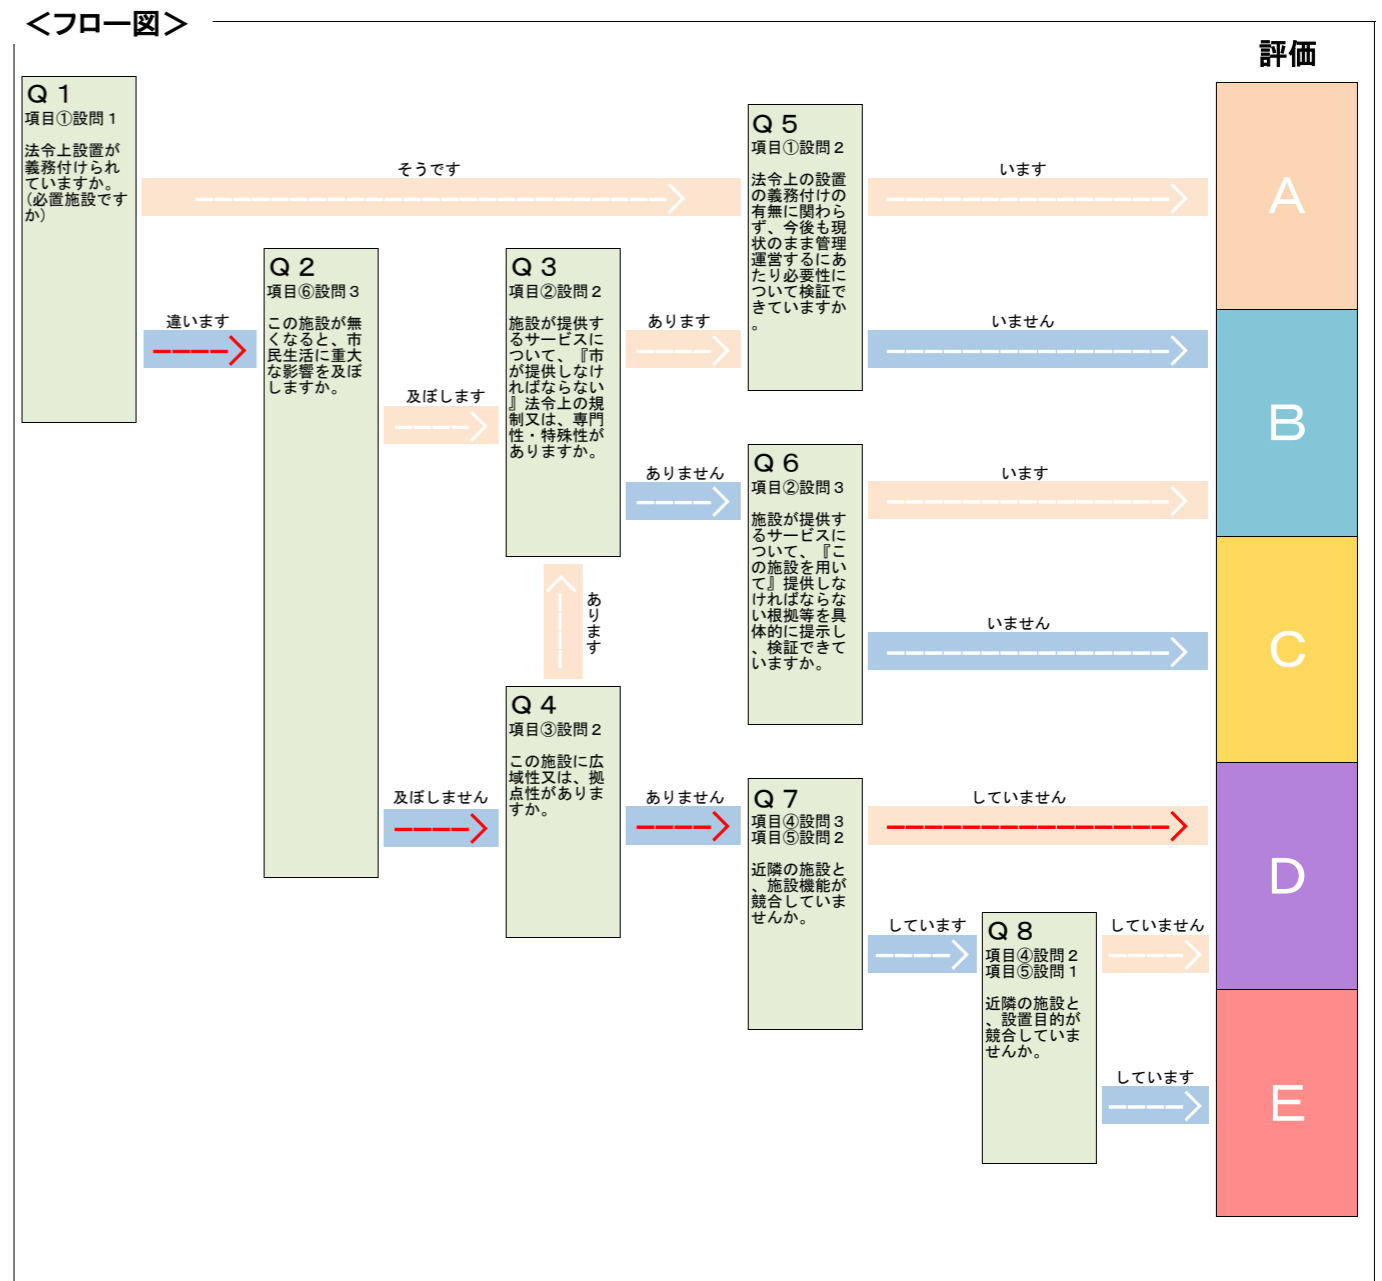 ＜フロー図＞
評価
Ｑ１
項目①設問１
法令上設置が
義務付けられ
ていますか。
(必置施設です
か)
そうです
違います
Ｑ２
項目⑥設問３
この施設が無
くなると、市
民生活に重大
な影響を及ぼ
しますか。
及ぼします
及ぼしません
Ｑ３
項目②設問２
施設が提供す
るサービスに
ついて、『市
が提供しなけ
ればならない
』法令上の規
制又は、専門
性・特殊性が
ありますか。
あります
ありません
あります
Ｑ４
項目③設問２
この施設に広
域性又は、拠
点性がありま
すか。
ありません
Ｑ５
項目①設問２
法令上の設置
の義務付けの
有無に関わら
ず、今後も現
状のまま管理
運営するにあ
たり必要性に
ついて検証で
きていますか
。
います
いません
Ｑ６
項目②設問３
施設が提供す
るサービスに
ついて、『こ
の施設を用い
て』提供しな
ければならな
い根拠等を具
体的に提示し
、検証できて
いますか。
います
いません
Ｑ７
項目④設問３
項目⑤設問２
近隣の施設と
、施設機能が
競合していま
せんか。
していません
しています
Ｑ８
項目④設問２
項目⑤設問１
近隣の施設と
、設置目的が
競合していま
せんか。
していません
しています
A
B
C
D
E